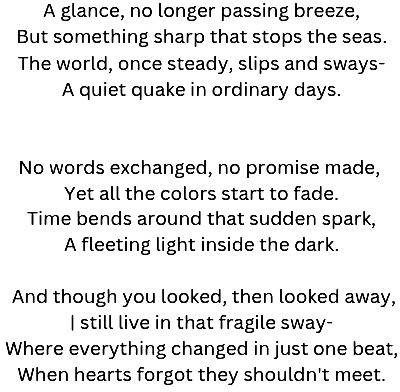 A glance, no longer passing breeze,
But something sharp that stops the seas.
The world, once steady, slips and sways-
A quiet quake in ordinary days.
No words exchanged, no promise made,
Yet all the colors start to fade.
Time bends around that sudden spark,
A fleeting light inside the dark.
And though you looked, then looked away,
I still live in that fragile sway-
Where everything changed in just one beat,
When hearts forgot they shouldn't meet.